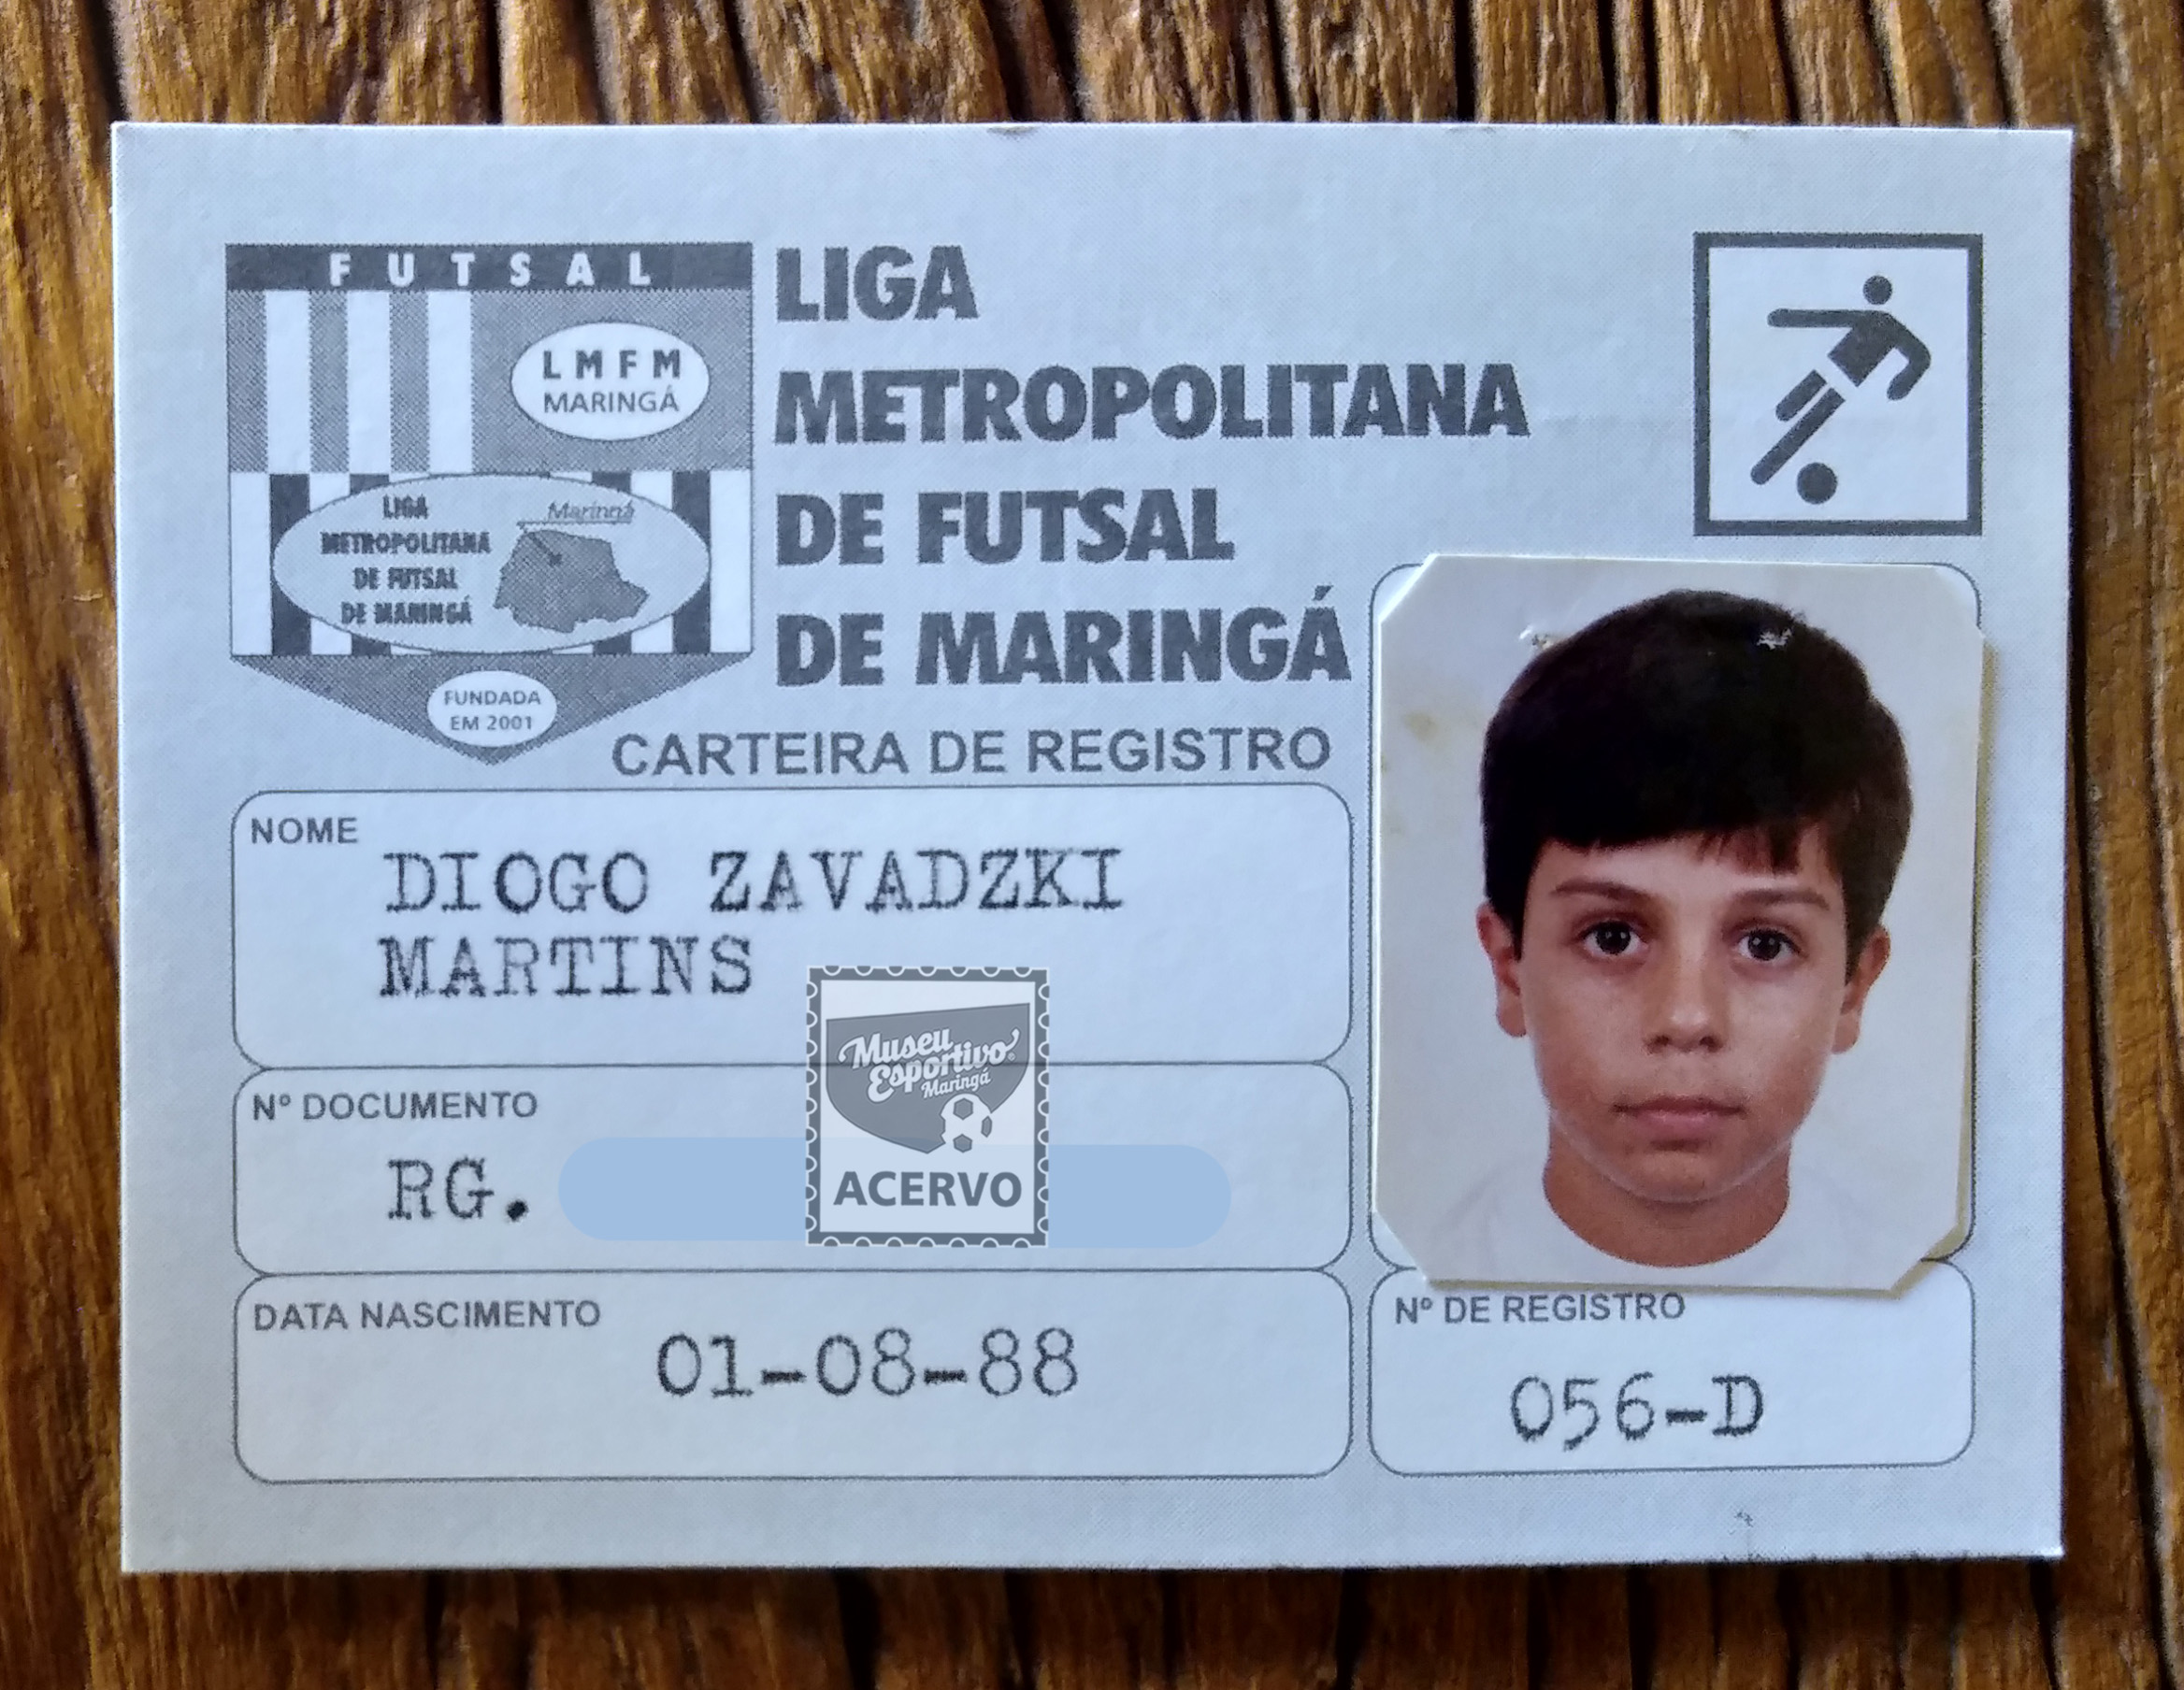 FUTSAL
LMFM
MARINGÁ
LIGA
METROPOLITANA
DE FUTSAL
DE MARINGÁ
Maringá
FUNDADA
EM 2001
LIGA
METROPOLITANA
DE FUTSAL
DE MARINGÁ
CARTEIRA DE REGISTRO
NOME
DIOGO ZAVADZKI
MARTINS
Nº DOCUMENTO
RG.
Museu
Esportivo
Maringá
ACERVO
DATA NASCIMENTO
01-08-88
Nº DE REGISTRO
056-D